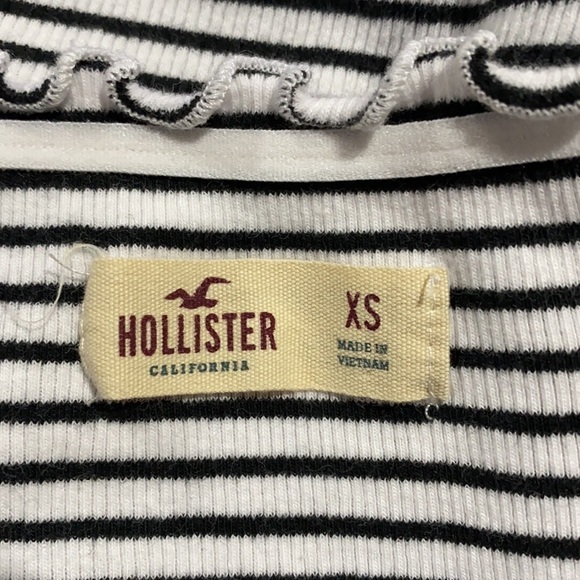 HOLLISTER
CALIFORNIA
XS
MADE IN
VIETNAM